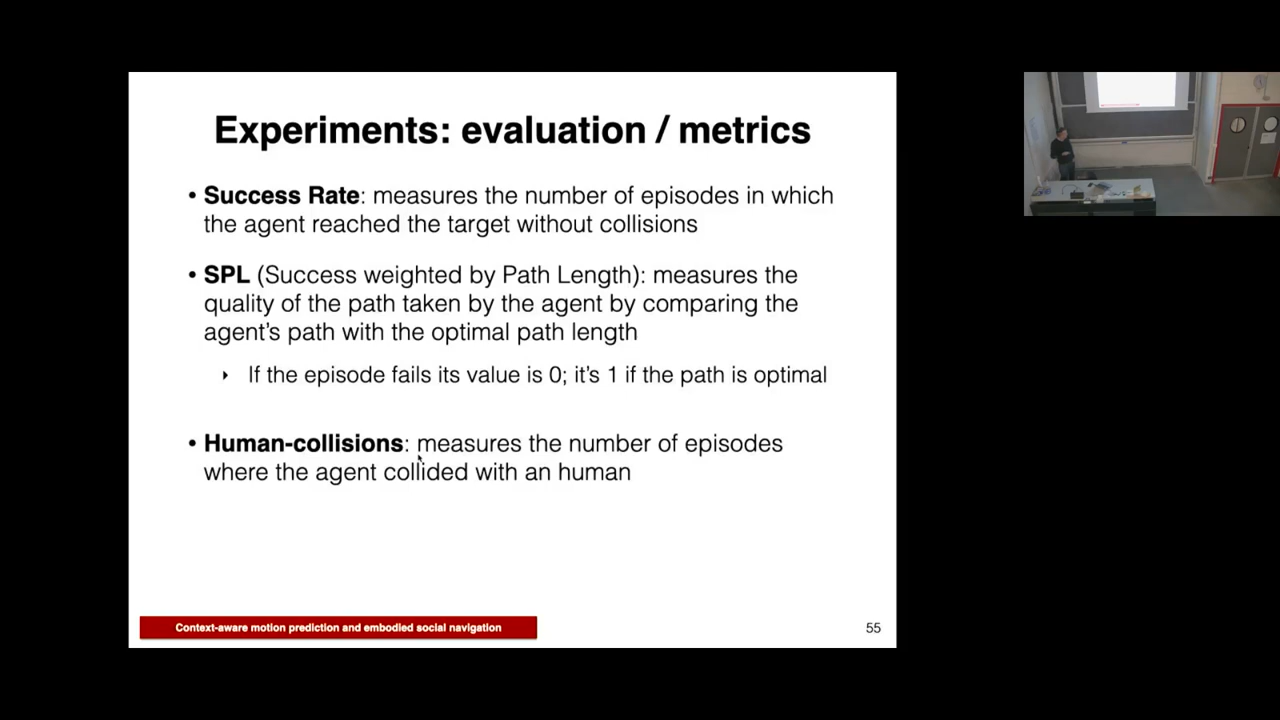 Experiments: evaluation / metrics
• Success Rate: measures the number of episodes in which
the agent reached the target without collisions
• SPL (Success weighted by Path Length): measures the
quality of the path taken by the agent by comparing the
agent's path with the optimal path length
‣ If the episode fails its value is 0; it's 1 if the path is optimal
• Human-collisions: measures the number of episodes
where the agent collided with an human
Context-aware motion prediction and embodied social navigation
55